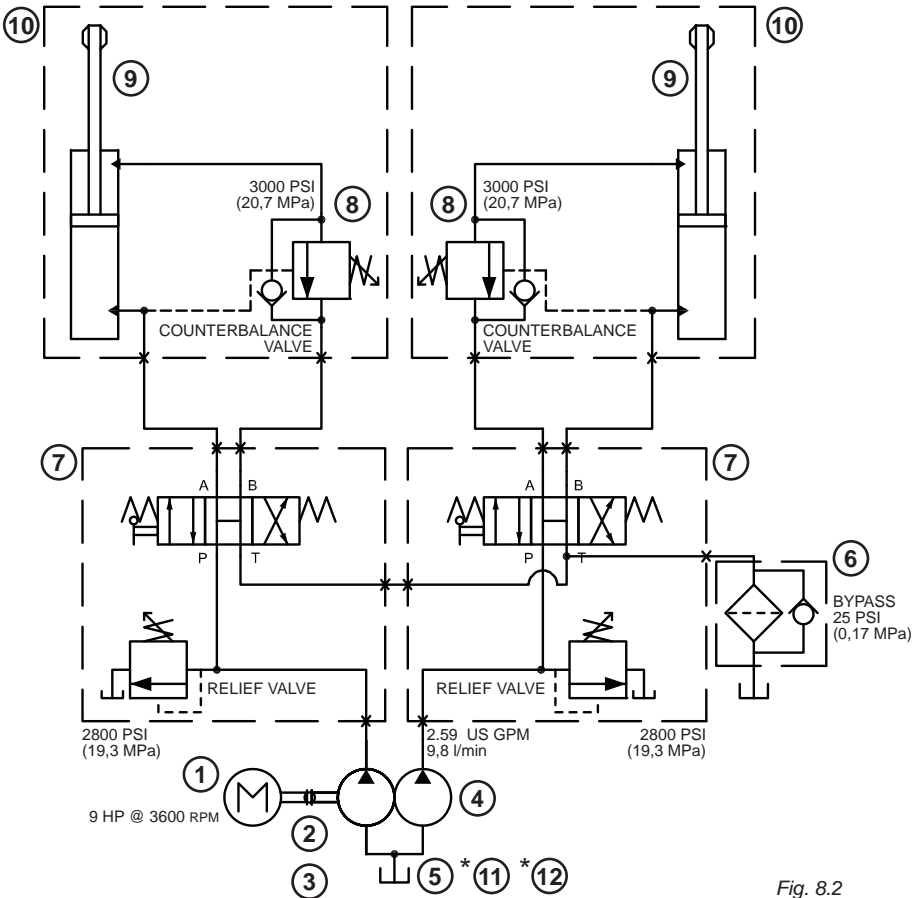 10
10
9
9
3000 PSI
(20,7 MPa)
8
8
3000 PSI
(20,7 MPa)
COUNTERBALANCE
VALVE
COUNTERBALANCE
VALVE
7
7
A B
A B
P T
P T
6
BYPASS
25 PSI
(0,17 MPa)
RELIEF VALVE
RELIEF VALVE
2800 PSI
(19,3 MPa)
2.59 US GPM
9,8 l/min
2800 PSI
(19,3 MPa)
1
M
9 HP @ 3600 RPM
2
4
3
5 * 11 * 12
Fig. 8.2